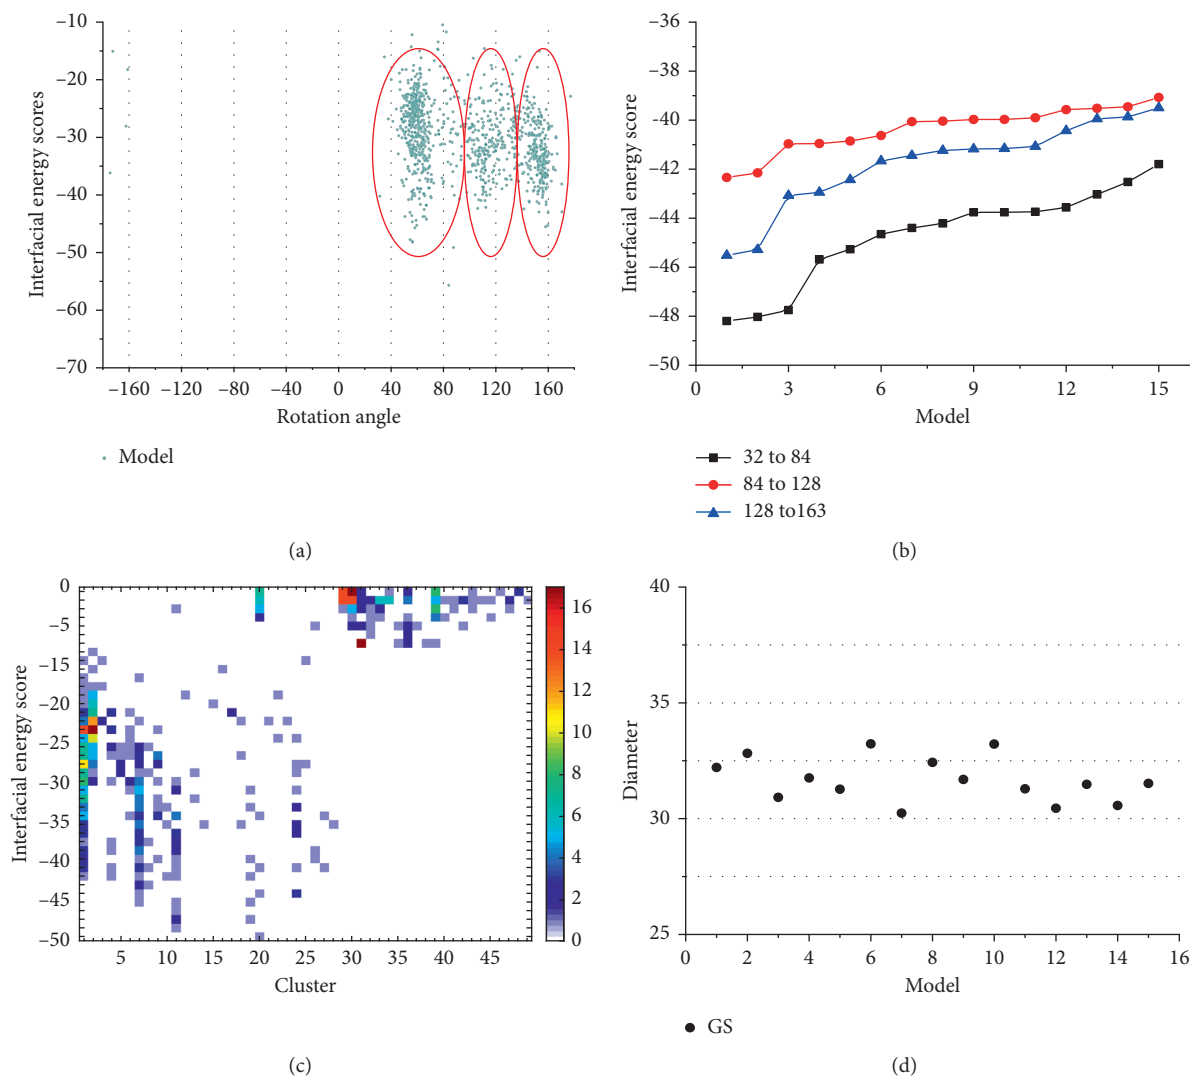 −10
−20
−30
−40
−50
−60
−70
Interfacial energy scores
−160 −120 −80 −40 0 40 80 120 160
Rotation angle
Model
(a)
−36
−38
−40
−42
−44
−46
−48
−50
Interfacial energy score
0 3 6 9 12 15
Model
32 to 84
84 to 128
128 to163
(b)
0
−5
−15
−20
−25
−30
−35
−40
−45
−50
Interfacial energy score
5 10 15 20 25 30 35 40 45
Cluster
16
14
12
10
8
6
4
2
0
(c)
40
35
30
25
Diameter
0 2 4 6 8 10 12 14 16
Model
GS
(d)